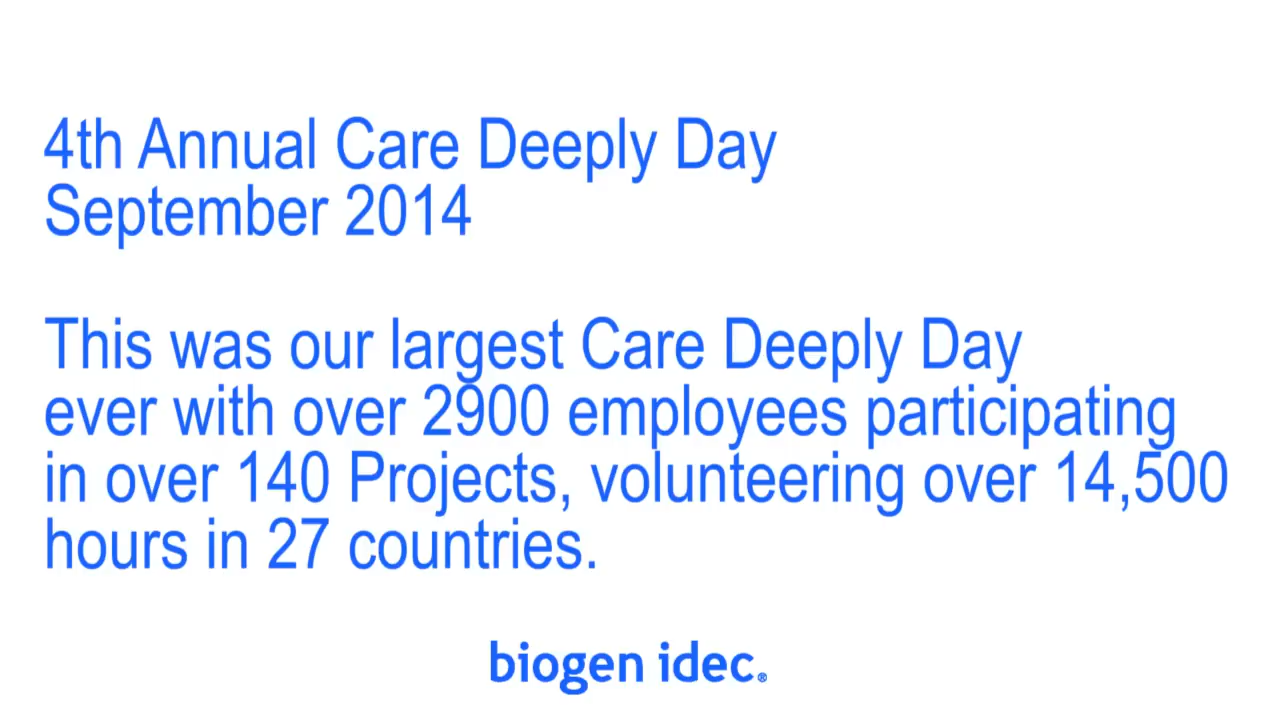 4th Annual Care Deeply Day
September 2014
This was our largest Care Deeply Day
ever with over 2900 employees participating
in over 140 Projects, volunteering over 14,500
hours in 27 countries.
biogen idec®